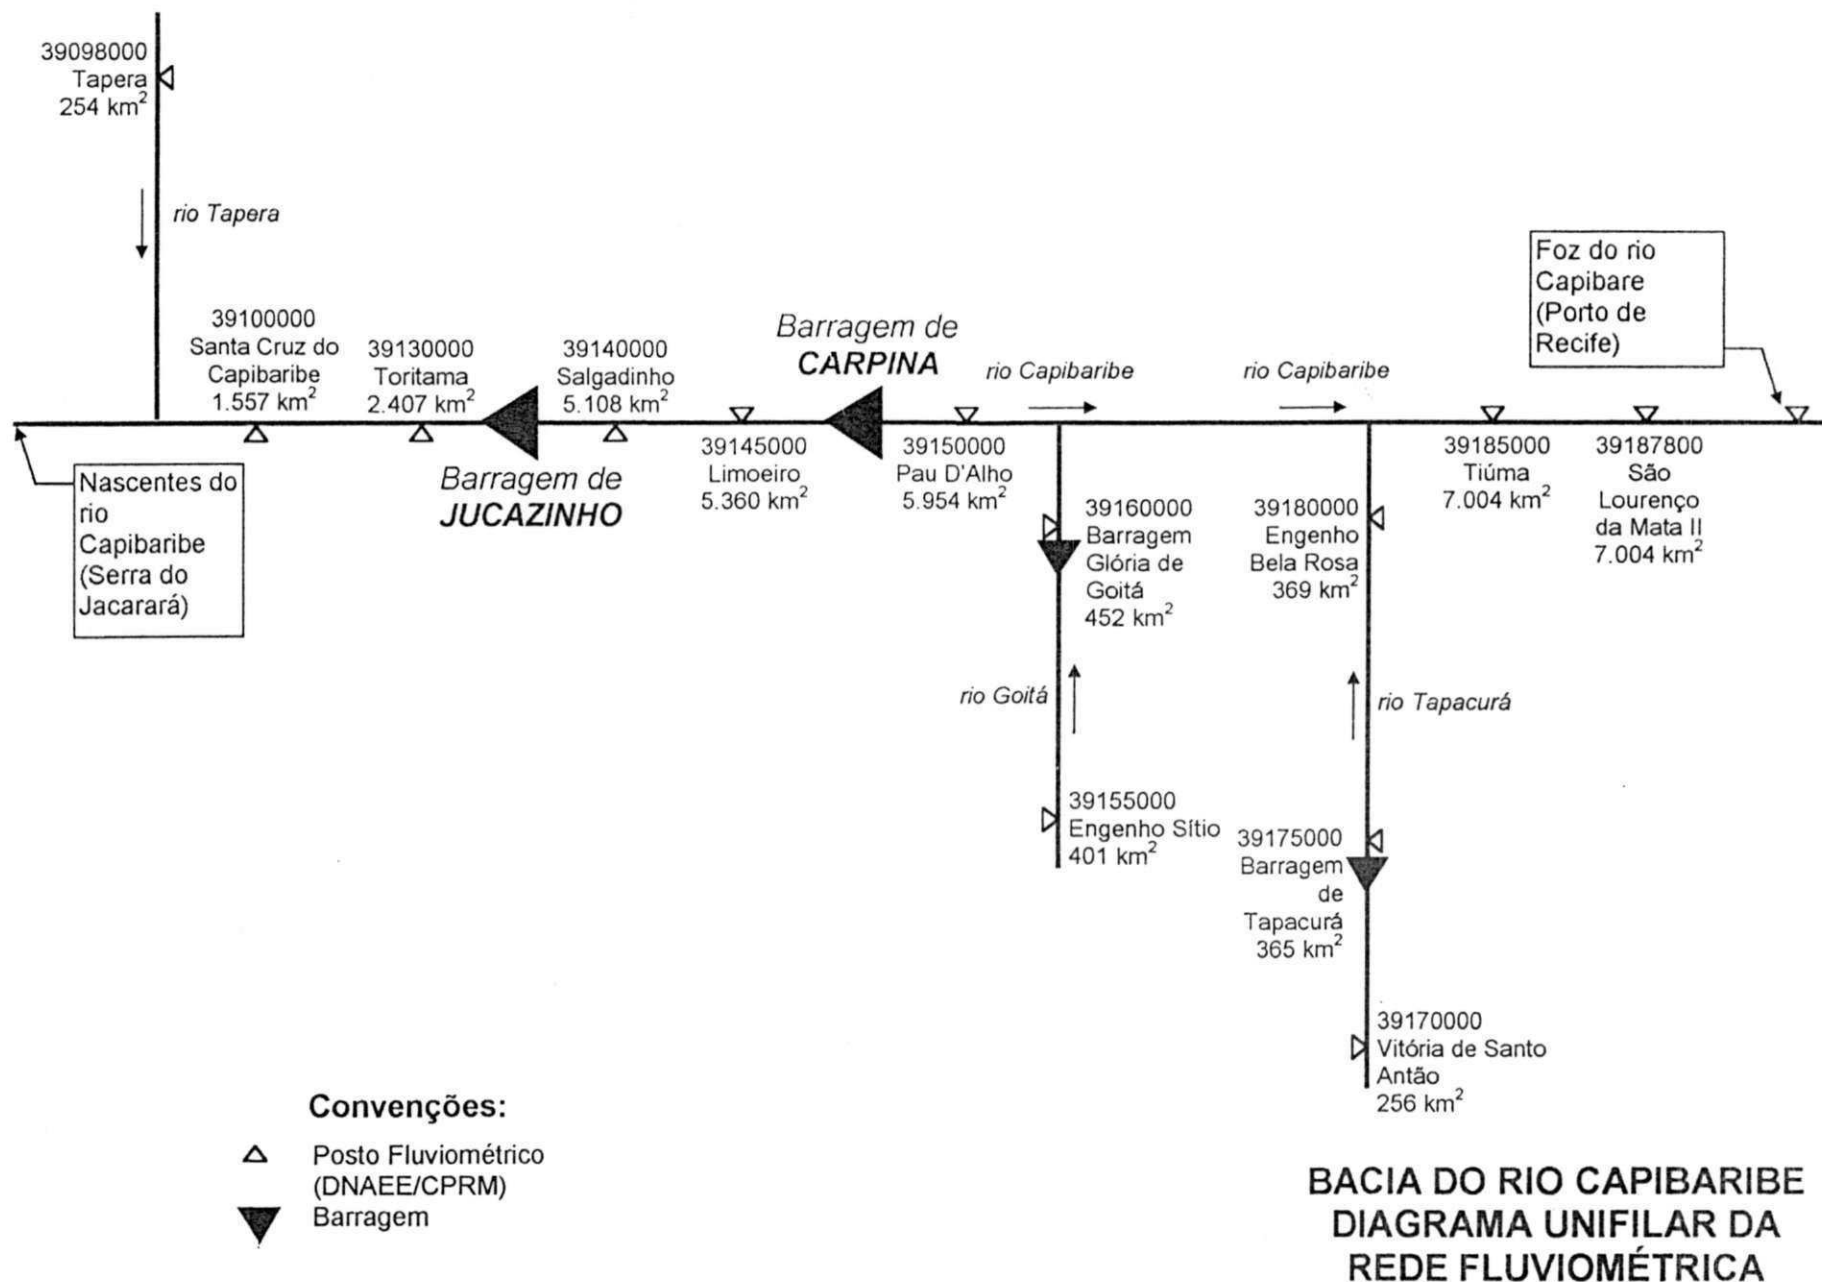 39098000
Tapera
254 km²
rio Tapera
39100000
Santa Cruz do
Capibaribe
1.557 km²
39130000
Toritama
2.407 km²
39140000
Salgadinho
5.108 km²
Barragem de
CARPINA
rio Capibaribe
rio Capibaribe
Foz do rio
Capibare
(Porto de
Recife)
Nascentes do
rio
Capibaribe
(Serra do
Jacarará)
Barragem de
JUCAZINHO
39145000
Limoeiro
5.360 km²
39150000
Pau D'Alho
5.954 km²
39160000
Barragem
Glória de
Goitá
452 km²
39180000
Engenho
Bela Rosa
369 km²
39185000
Tiúma
7.004 km²
39187800
São
Lourenço
da Mata II
7.004 km²
rio Goitá
rio Tapacurá
39155000
Engenho Sítio
401 km²
39175000
Barragem
de
Tapacurá
365 km²
39170000
Vitória de Santo
Antão
256 km²
Convenções:
Posto Fluviométrico
(DNAEE/CPRM)
Barragem
BACIA DO RIO CAPIBARIBE
DIAGRAMA UNIFILAR DA
REDE FLUVIOMÉTRICA